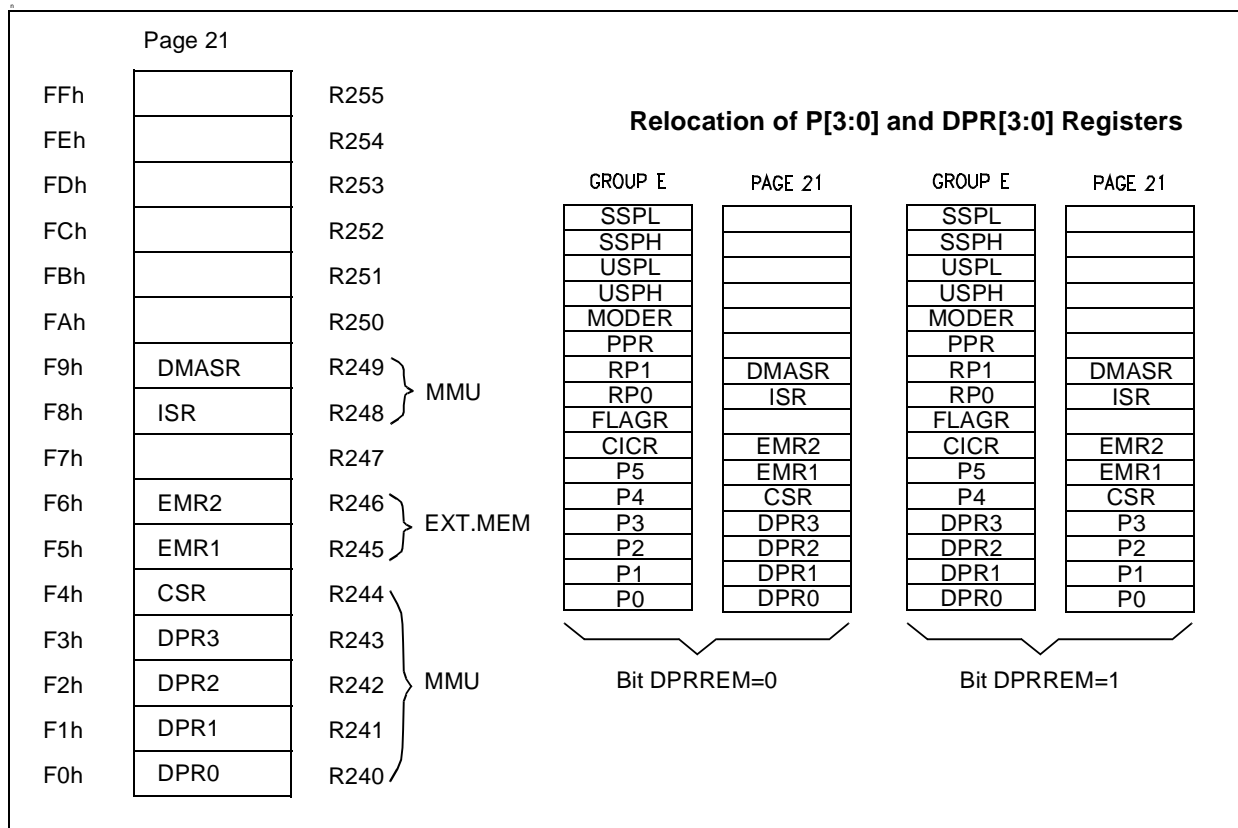 Page 21
FFh R255
FEh R254
FDh R253
FCh R252
FBh R251
FAh R250
F9h DMASR R249
F8h ISR R248
MMU
F7h R247
F6h EMR2 R246
F5h EMR1 R245
EXT.MEM
F4h CSR R244
F3h DPR3 R243
F2h DPR2 R242
F1h DPR1 R241
F0h DPR0 R240
MMU
Relocation of P[3:0] and DPR[3:0] Registers
GROUP E PAGE 21 GROUP E PAGE 21
SSPL SSPL
SSPH SSPH
USPL USPL
USPH USPH
MODER MODER
PPR PPR
RP1 DMASR RP1 DMASR
RP0 ISR RP0 ISR
FLAGR FLAGR
CICR EMR2 CICR EMR2
P5 EMR1 P5 EMR1
P4 CSR P4 CSR
P3 DPR3 DPR3 P3
P2 DPR2 DPR2 P2
P1 DPR1 DPR1 P1
P0 DPR0 DPR0 P0
Bit DPRREM=0 Bit DPRREM=1